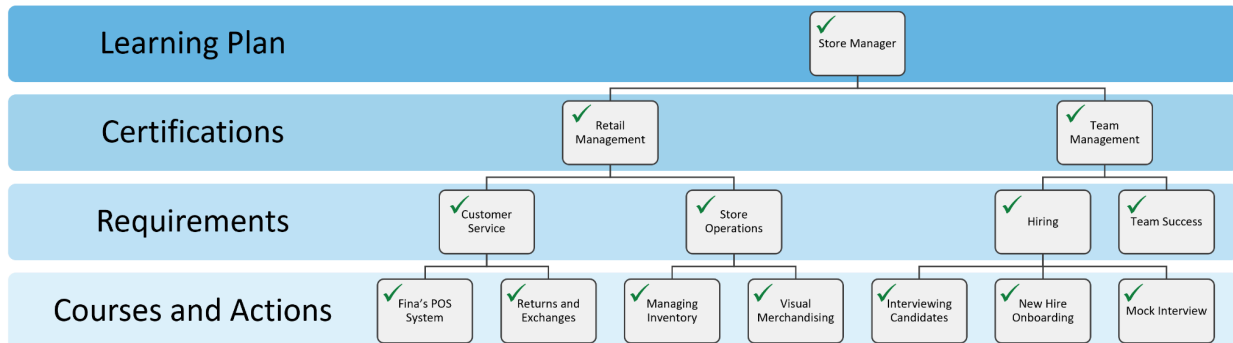 Learning Plan
Store Manager
Certifications
Retail
Management
Team
Management
Requirements
Customer
Service
Store
Operations
Hiring
Team Success
Courses and Actions
Fina's POS
System
Returns and
Exchanges
Managing
Inventory
Visual
Merchandising
Interviewing
Candidates
New Hire
Onboarding
Mock Interview